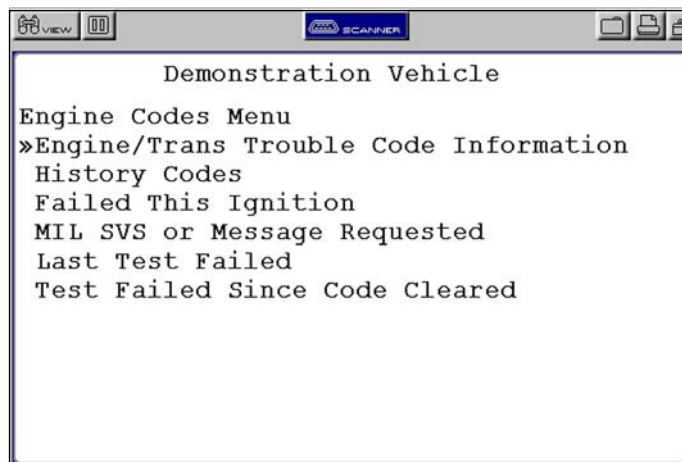 VIEW
SCANNER
Demonstration Vehicle
Engine Codes Menu
»Engine/Trans Trouble Code Information
History Codes
Failed This Ignition
MIL SVS or Message Requested
Last Test Failed
Test Failed Since Code Cleared